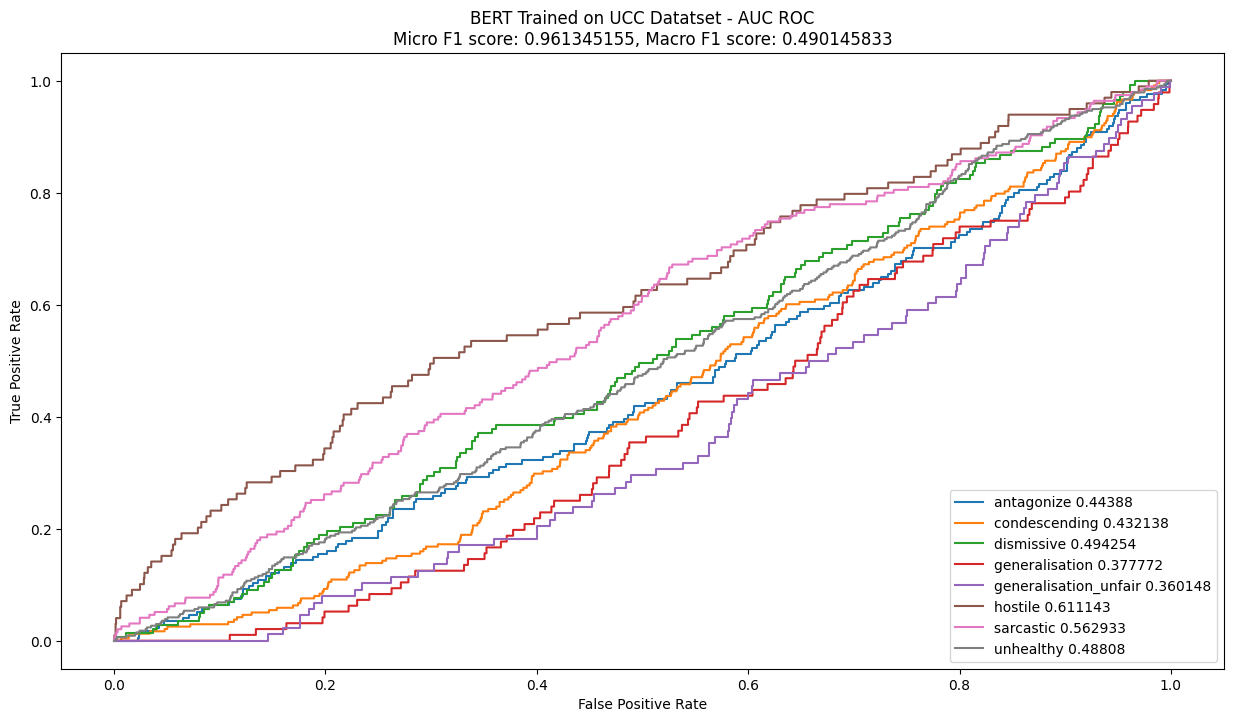 BERT Trained on UCC Datatset - AUC ROC
Micro F1 score: 0.961345155, Macro F1 score: 0.490145833
1.0
0.8
0.6
0.4
0.2
0.0
True Positive Rate
antagonize 0.44388
condescending 0.432138
dismissive 0.494254
generalisation 0.377772
generalisation_unfair 0.360148
hostile 0.611143
sarcastic 0.562933
unhealthy 0.48808
0.0 0.2 0.4 0.6 0.8 1.0
False Positive Rate